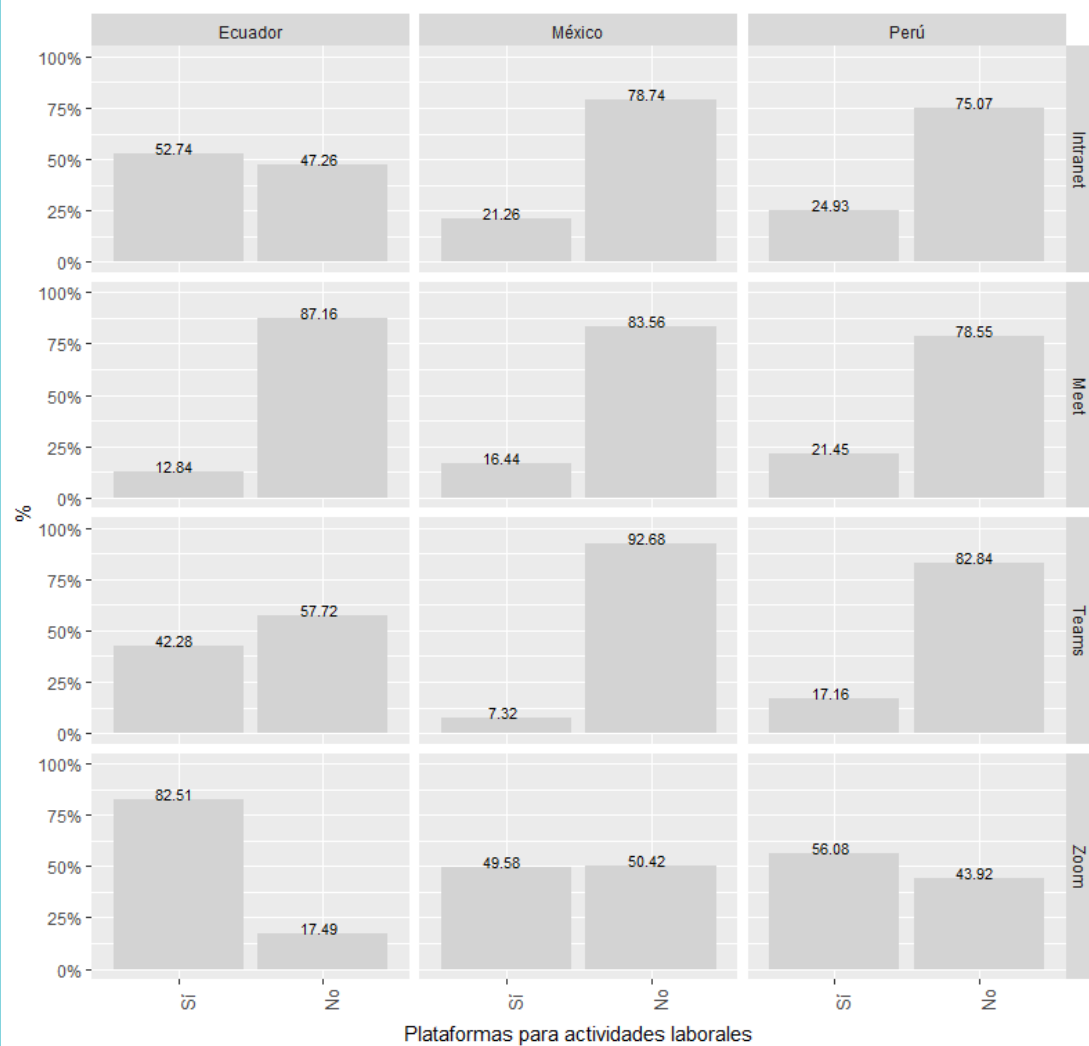 Ecuador México Perú
100%
75%
50%
25%
0%
52.74 47.26 21.26 78.74 24.93 75.07
Intranet
100%
75%
50%
25%
0%
12.84 87.16 16.44 83.56 21.45 78.55
Meet
%
100%
75%
50%
25%
0%
42.28 57.72 7.32 92.68 17.16 82.84
Teams
100%
75%
50%
25%
0%
82.51 17.49 49.58 50.42 56.08 43.92
Zoom
Sí No Sí No Sí No
Plataformas para actividades laborales